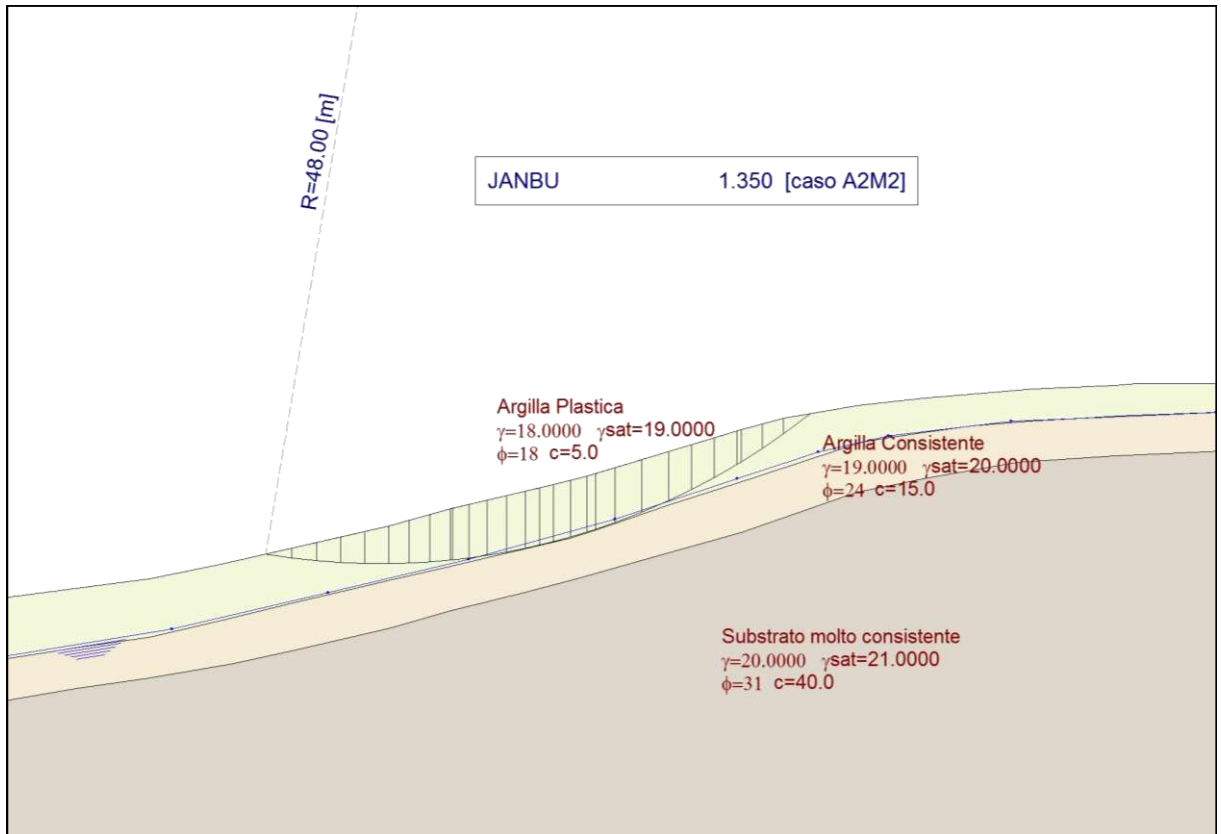 R=48.00 [m]
JANBU 1.350 [caso A2M2]
Argilla Plastica
γ=18.0000 γsat=19.0000
ϕ=18 c=5.0
Argilla Consistente
γ=19.0000 γsat=20.0000
ϕ=24 c=15.0
Substrato molto consistente
γ=20.0000 γsat=21.0000
ϕ=31 c=40.0